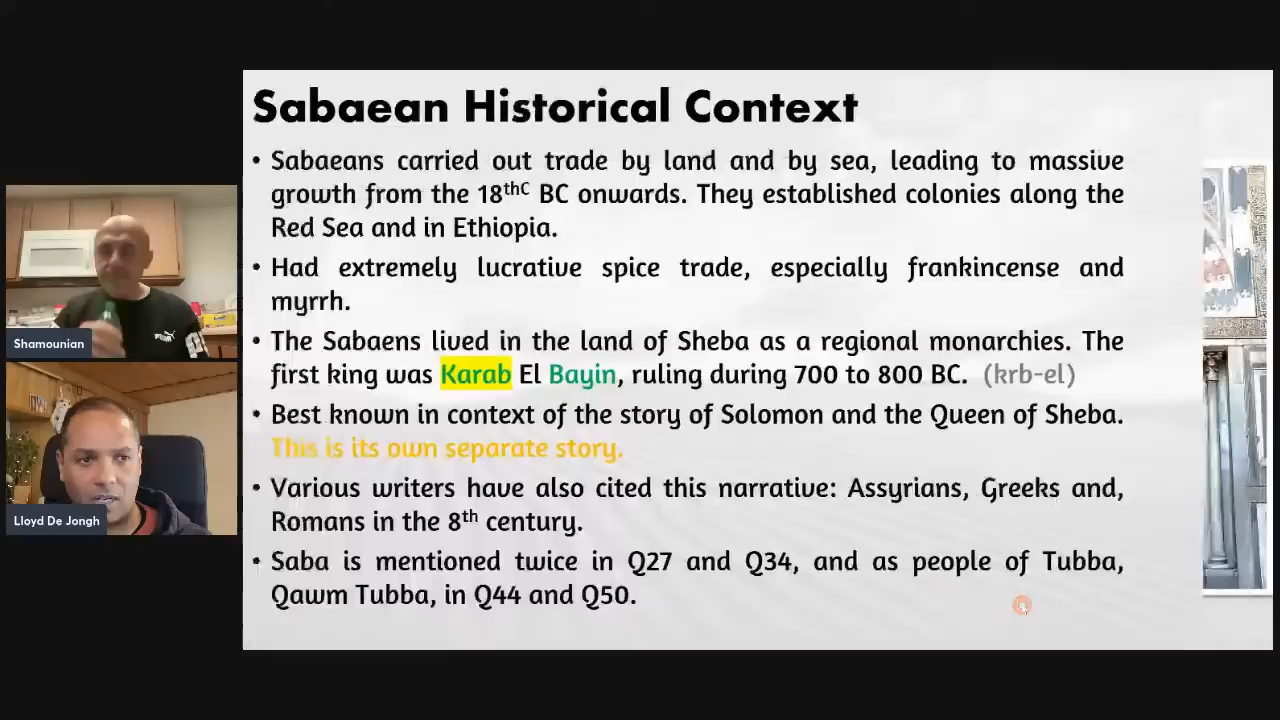 Sabaean Historical Context
• Sabaeans carried out trade by land and by sea, leading to massive
growth from the 18thC BC onwards. They established colonies along the
Red Sea and in Ethiopia.
• Had extremely lucrative spice trade, especially frankincense and
myrrh.
• The Sabaens lived in the land of Sheba as a regional monarchies. The
first king was Karab El Bayin, ruling during 700 to 800 BC. (krb-el)
• Best known in context of the story of Solomon and the Queen of Sheba.
This is its own separate story.
• Various writers have also cited this narrative: Assyrians, Greeks and,
Romans in the 8th century.
• Saba is mentioned twice in Q27 and Q34, and as people of Tubba,
Qawm Tubba, in Q44 and Q50.
Shamounian
Lloyd De Jongh